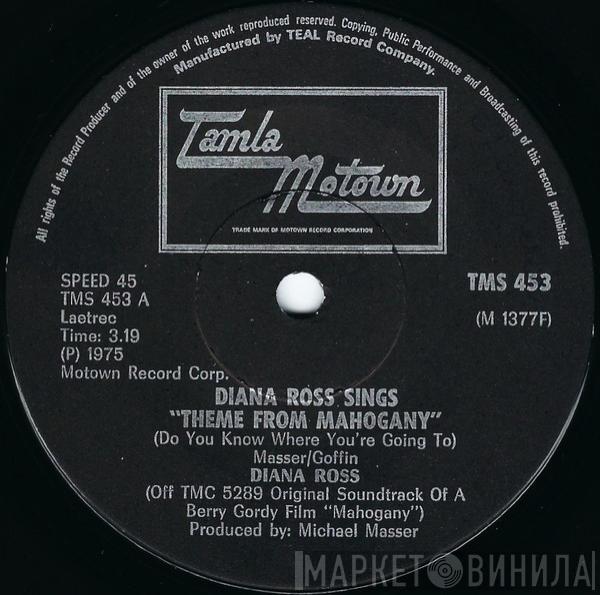 All rights of the Record Producer and of the owner of the work reproduced reserved. Copying, Public Performance and Broadcasting of this record prohibited.
Manufactured by TEAL Record Company.
Tamla
Motown
TRADE MARK OF MOTOWN RECORD CORPORATION
SPEED 45
TMS 453 A
Laetrec
Time: 3.19
(P) 1975
Motown Record Corp.
TMS 453
(M 1377F)
DIANA ROSS SINGS
"THEME FROM MAHOGANY"
(Do You Know Where You're Going To)
Masser/Goffin
DIANA ROSS
(Off TMC 5289 Original Soundtrack Of A
Berry Gordy Film "Mahogany")
Produced by: Michael Masser
МАРКЕТ ВИНИЛА